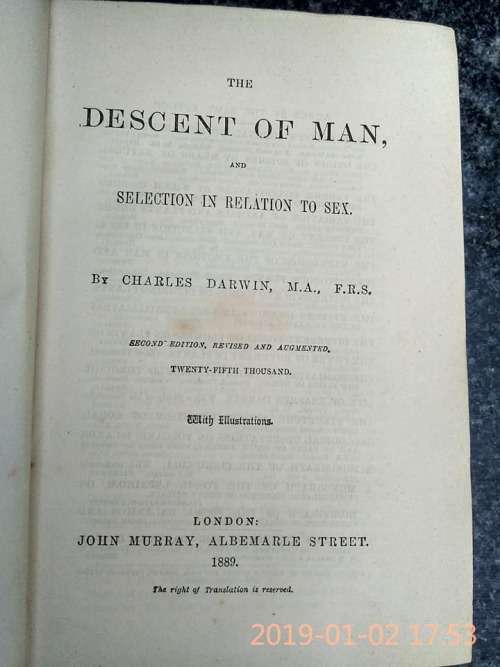 THE
DESCENT OF MAN,
AND
SELECTION IN RELATION TO SEX.
By CHARLES DARWIN, M.A., F.R.S.
SECOND EDITION, REVISED AND AUGMENTED.
TWENTY-FIFTH THOUSAND.
With Illustrations.
LONDON:
JOHN MURRAY, ALBEMARLE STREET.
1889.
The right of Translation is reserved.
2019-01-02 17:53